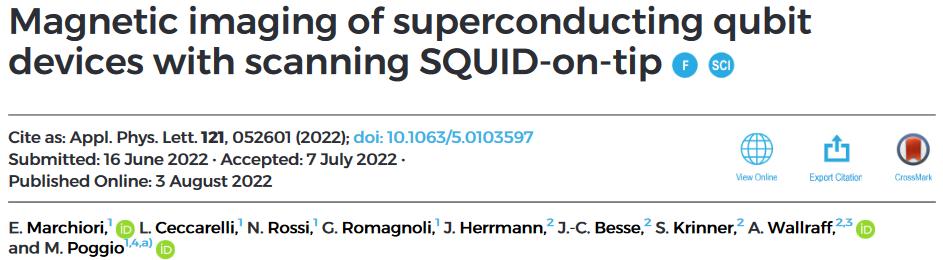 Magnetic imaging of superconducting qubit
devices with scanning SQUID-on-tip F SCI
Cite as: Appl. Phys. Lett. 121, 052601 (2022); doi: 10.1063/5.0103597
Submitted: 16 June 2022 · Accepted: 7 July 2022 ·
Published Online: 3 August 2022
View Online Export Citation CrossMark
E. Marchiori,1 iD L. Ceccarelli,1 N. Rossi,1 G. Romagnoli,1 J. Herrmann,2 J.-C. Besse,2 S. Krinner,2 A. Wallraff,2,3 iD
and M. Poggio1,4,a) iD